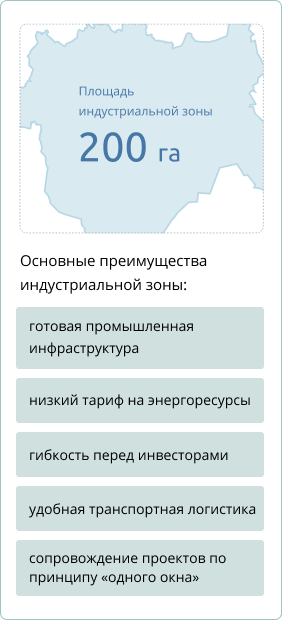 Площадь
индустриальной зоны
200 га
Основные преимущества
индустриальной зоны:
готовая промышленная
инфраструктура
низкий тариф на энергоресурсы
гибкость перед инвесторами
удобная транспортная логистика
сопровождение проектов по
принципу «одного окна»